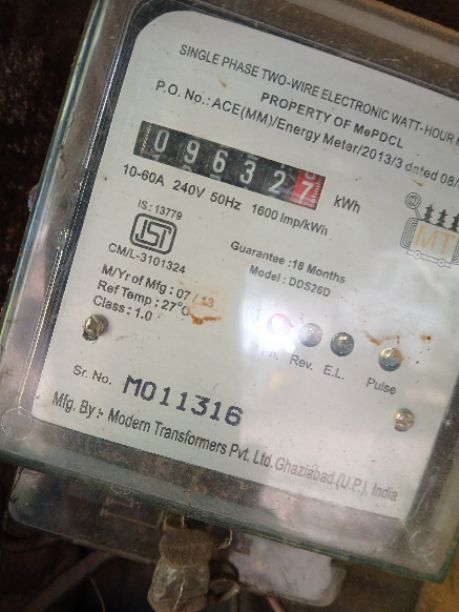 SINGLE PHASE TWO-WIRE ELECTRONIC WATT-HOUR
PROPERTY OF MePDCL
P.O. No.: ACE(MM)/Energy Meter/2013/3 dated 08/
096327 kWh
10-60A 240V 50Hz 1600 Imp/kWh
IS : 13779
ISI
CM/L-3101324
MT
Guarantee :18 Months
Model : DDS26D
M/Yr of Mfg : 07 / 13
Ref Temp : 27°C
Class : 1.0
Ph. Rev. E.L. Pulse
Sr. No. M011316
Mfg. By :- Modern Transformers Pvt. Ltd. Ghaziabad (U.P.), India